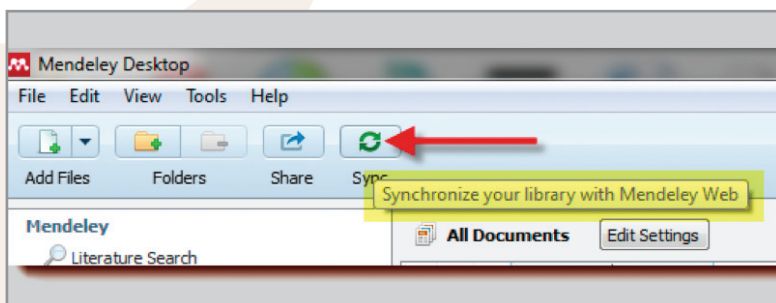 Mendeley Desktop
File Edit View Tools Help
Add Files Folders Share Sync
Synchronize your library with Mendeley Web
Mendeley
All Documents Edit Settings
Literature Search